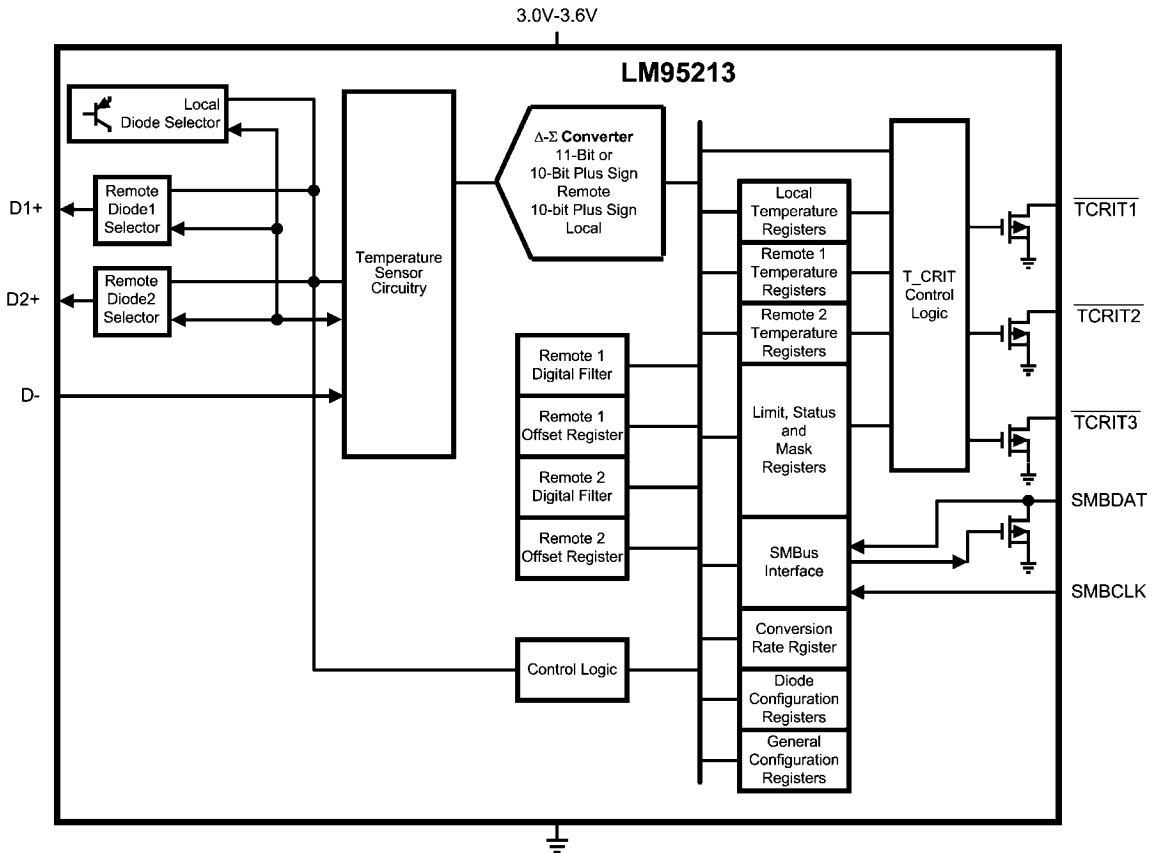 3.0V-3.6V
LM95213
Local
Diode Selector
D1+
Remote
Diode1
Selector
D2+
Remote
Diode2
Selector
D-
Temperature
Sensor
Circuitry
Δ-Σ Converter
11-Bit or
10-Bit Plus Sign
Remote
10-bit Plus Sign
Local
Remote 1
Digital Filter
Remote 1
Offset Register
Remote 2
Digital Filter
Remote 2
Offset Register
Control Logic
Local
Temperature
Registers
Remote 1
Temperature
Registers
Remote 2
Temperature
Registers
Limit, Status
and
Mask
Registers
SMBus
Interface
Conversion
Rate Rgister
Diode
Configuration
Registers
General
Configuration
Registers
T_CRIT
Control
Logic
TCRIT1
TCRIT2
TCRIT3
SMBDAT
SMBCLK